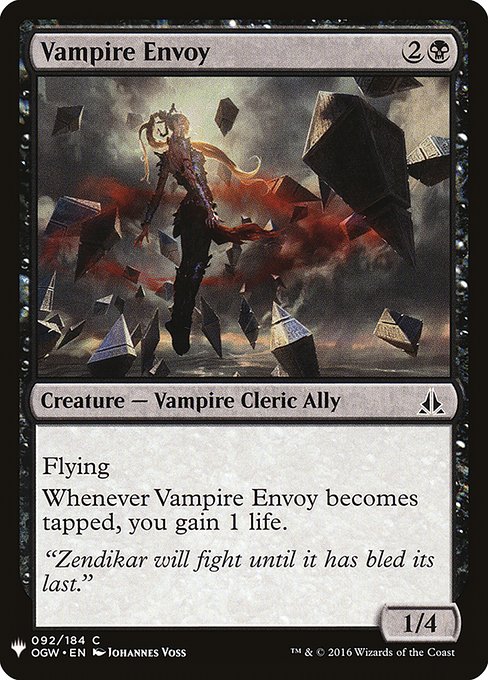 Vampire Envoy 2
Creature — Vampire Cleric Ally
Flying
Whenever Vampire Envoy becomes
tapped, you gain 1 life.
“Zendikar will fight until it has bled its
last.”
1/4
092/184 C
OGW • EN Johannes Voss ™ & © 2016 Wizards of the Coast